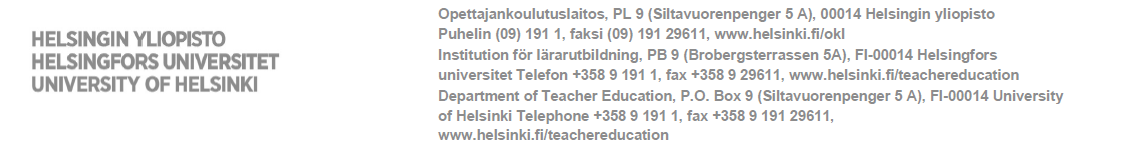 HELSINGIN YLIOPISTO
HELSINGFORS UNIVERSITET
UNIVERSITY OF HELSINKI
Opettajankoulutuslaitos, PL 9 (Siltavuorenpenger 5 A), 00014 Helsingin yliopisto
Puhelin (09) 191 1, faksi (09) 191 29611, www.helsinki.fi/okl
Institution för lärarutbildning, PB 9 (Brobergsterrassen 5A), FI-00014 Helsingfors
universitet Telefon +358 9 191 1, fax +358 9 29611, www.helsinki.fi/teachereducation
Department of Teacher Education, P.O. Box 9 (Siltavuorenpenger 5 A), FI-00014 University
of Helsinki Telephone +358 9 191 1, fax +358 9 191 29611,
www.helsinki.fi/teachereducation